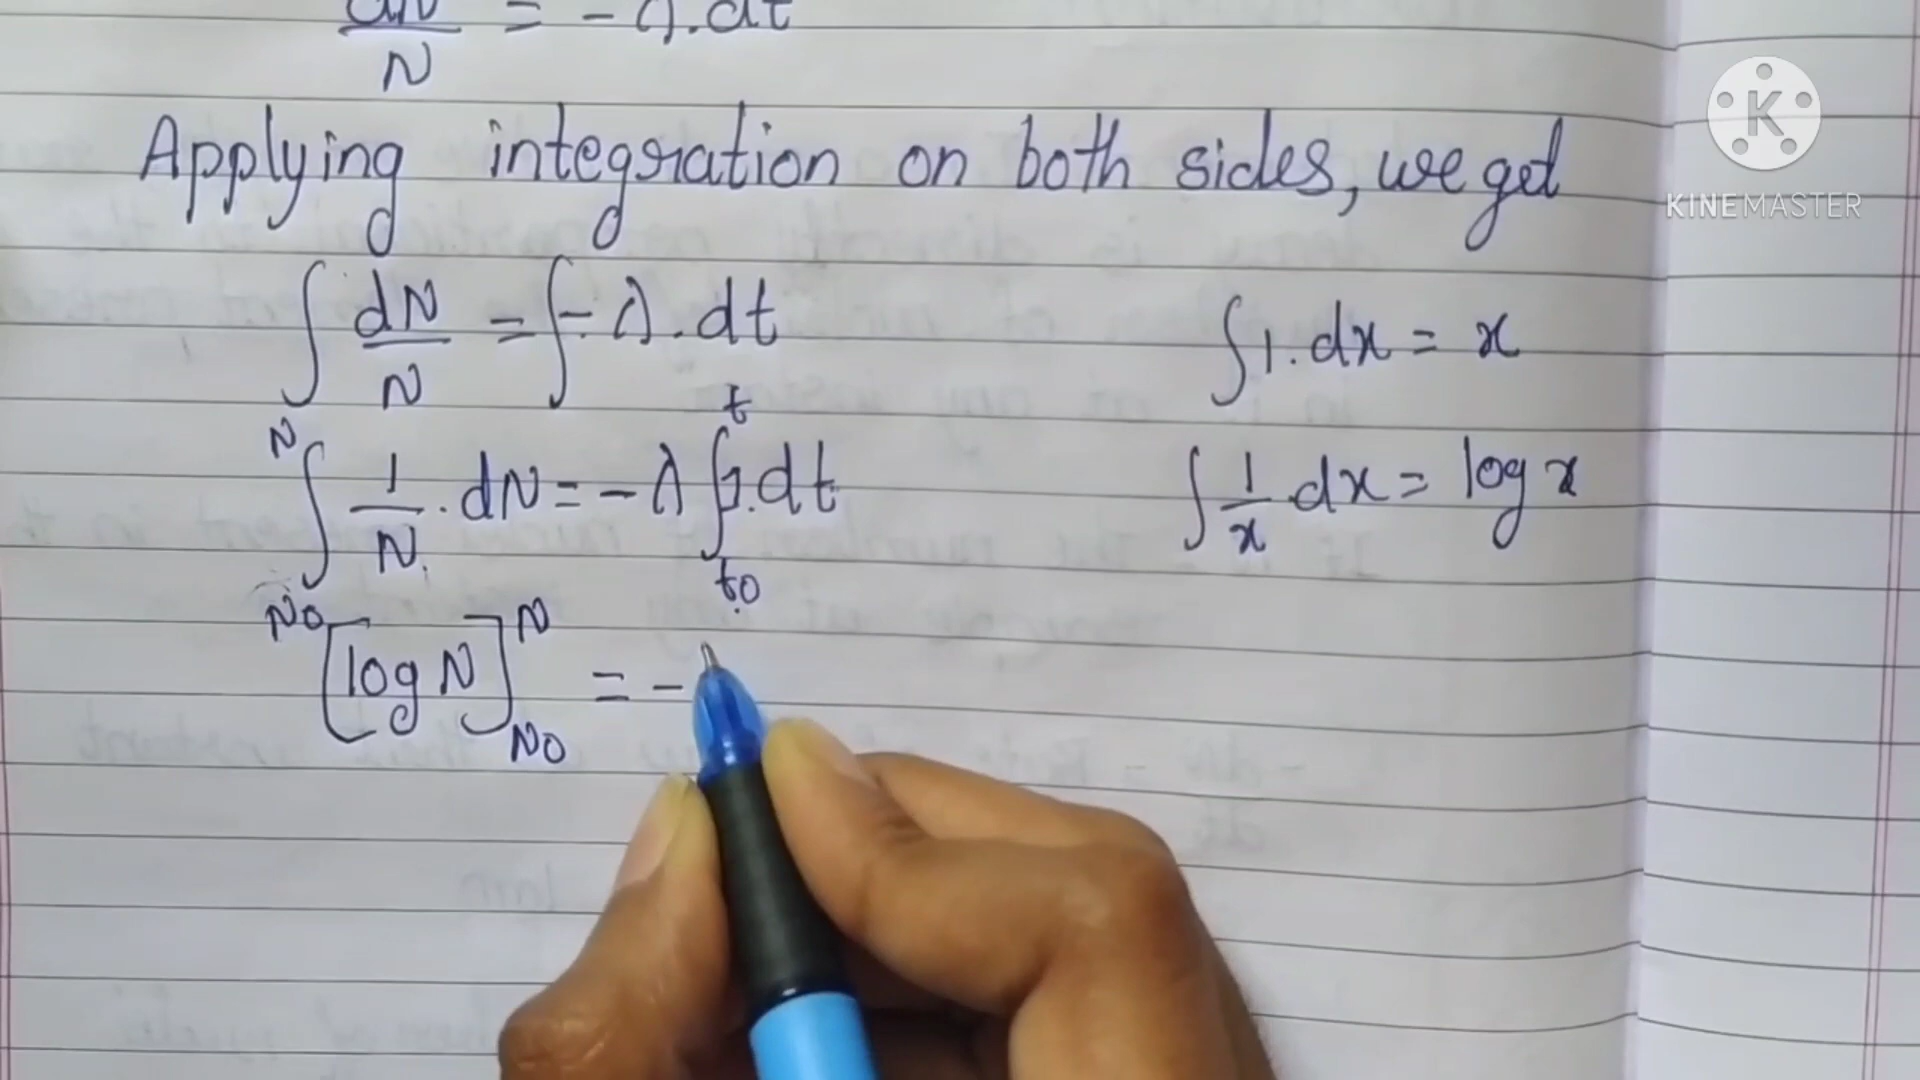 dN/N = - λ.dt
Applying integration on both sides, we get
∫ dN/N = ∫ - λ.dt
∫ 1.dx = x
∫_{N0}^{N} 1/N . dN = - λ ∫_{t0}^{t} 1.dt
∫ 1/x dx = log x
[log N]_{N0}^{N} = -
K
KINEMASTER